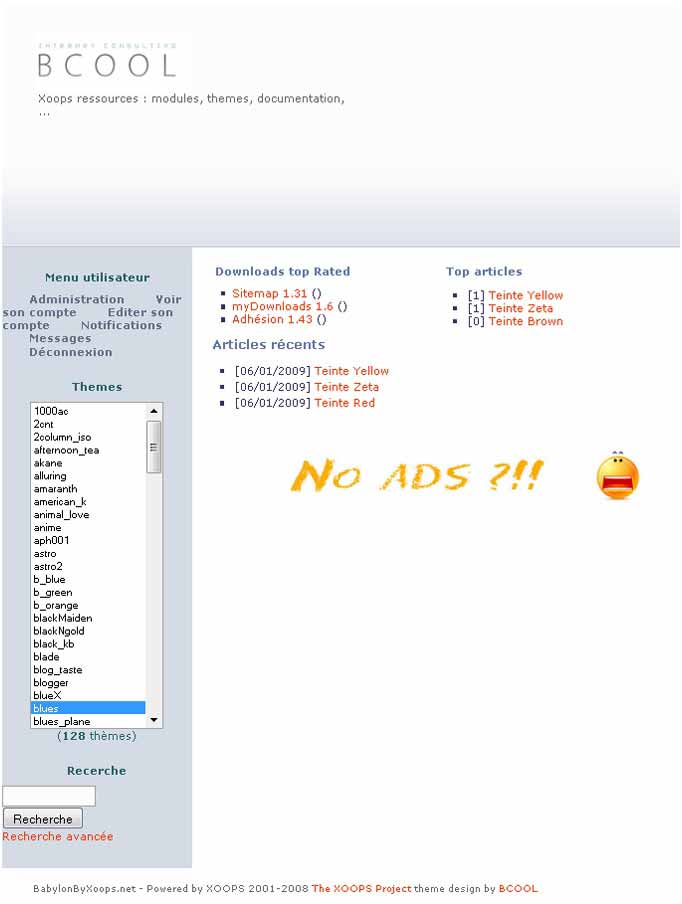 INTERNET CONSULTING
BCOOL
Xoops ressources : modules, themes, documentation,
...
Menu utilisateur
Administration Voir
son compte Editer son
compte Notifications
Messages
Déconnexion
Themes
1000ac
2cnt
2column_iso
afternoon_tea
akane
alluring
amaranth
american_k
animal_love
anime
aph001
astro
astro2
b_blue
b_green
b_orange
blackMaiden
blackNgold
black_kb
blade
blog_taste
blogger
blueX
blues
blues_plane
(128 thèmes)
Recerche
Recherche
Recherche avancée
Downloads top Rated
Sitemap 1.31 ()
myDownloads 1.6 ()
Adhésion 1.43 ()
Top articles
[1] Teinte Yellow
[1] Teinte Zeta
[0] Teinte Brown
Articles récents
[06/01/2009] Teinte Yellow
[06/01/2009] Teinte Zeta
[06/01/2009] Teinte Red
No ADS ?!!
BabylonByXoops.net - Powered by XOOPS 2001-2008 The XOOPS Project theme design by BCOOL